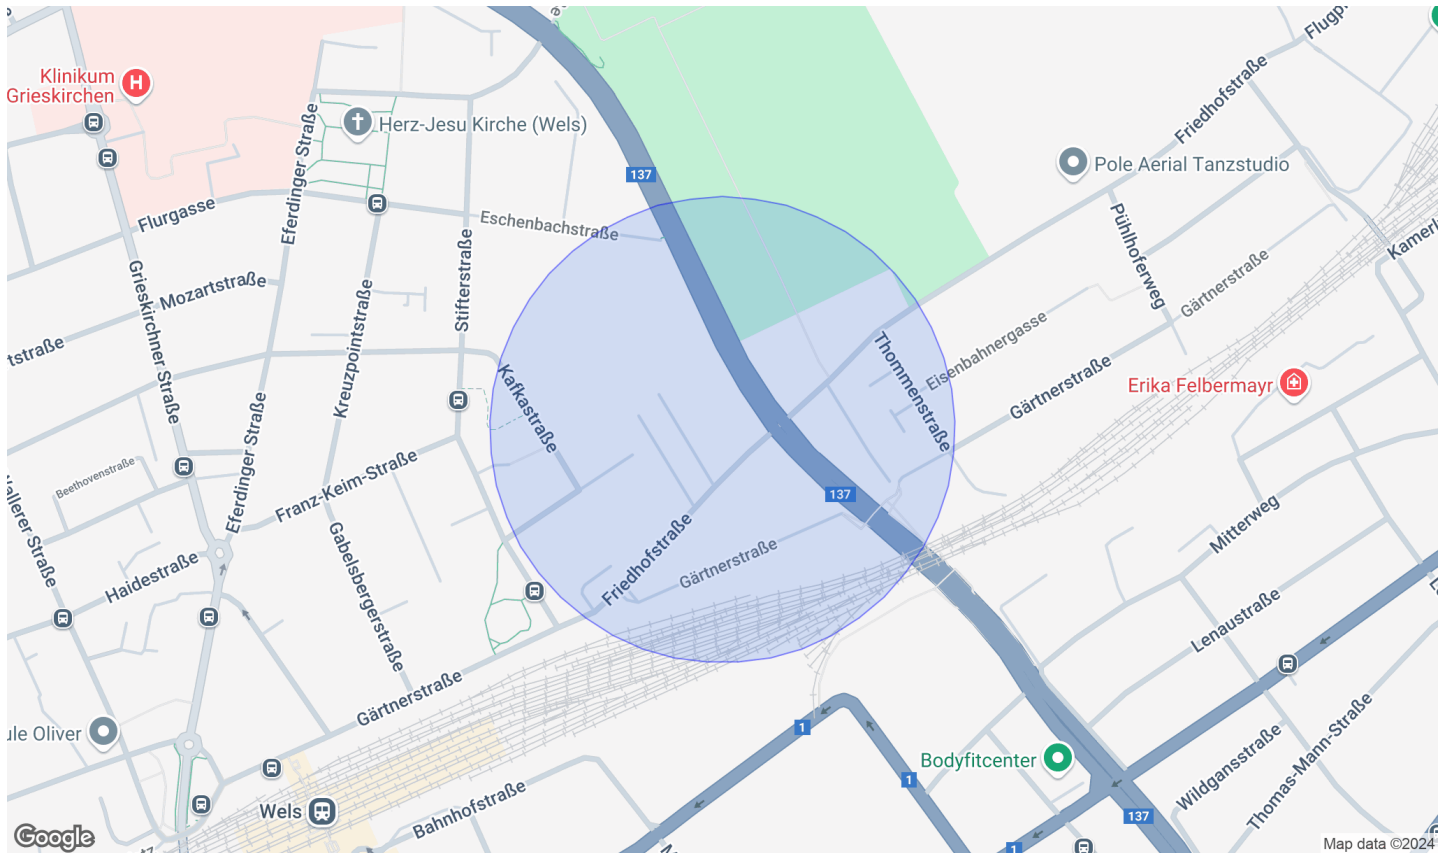 Klinikum
Grieskirchen
Herz-Jesu Kirche (Wels)
137
Pole Aerial Tanzstudio
Friedhofstraße
Eferdinger Straße
Flurgasse
Eschenbachstraße
Stifterstraße
Pühlhoferweg
Gärtnerstraße
Mozartstraße
Grieskirchner Straße
Kreuzpointstraße
tstraße
Kafkastraße
Thommenstraße
Eisenbahnergasse
Gärtnerstraße
Erika Felbermayr
Eferdinger Straße
Beethovenstraße
Franz-Keim-Straße
137
Mitterweg
Haidestraße
Gabelsbergerstraße
Friedhofstraße
Gärtnerstraße
Lenaustraße
Gärtnerstraße
ule Oliver
1
Bodyfitcenter
1
Wildgansstraße
Thomas-Mann-Straße
Wels
Bahnhofstraße
137
1
Google
Map data ©2024